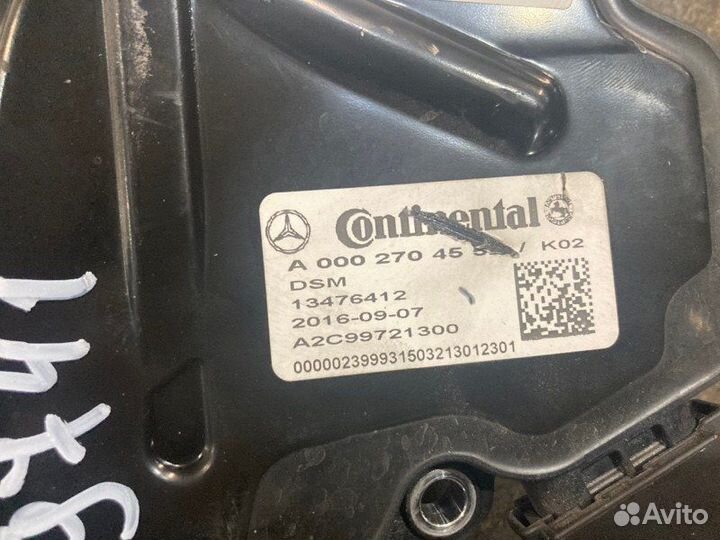 Continental
A 000 270 45 / K02
DSM
13476412
2016-09-07
A2C99721300
000002399931503213012301
Avito